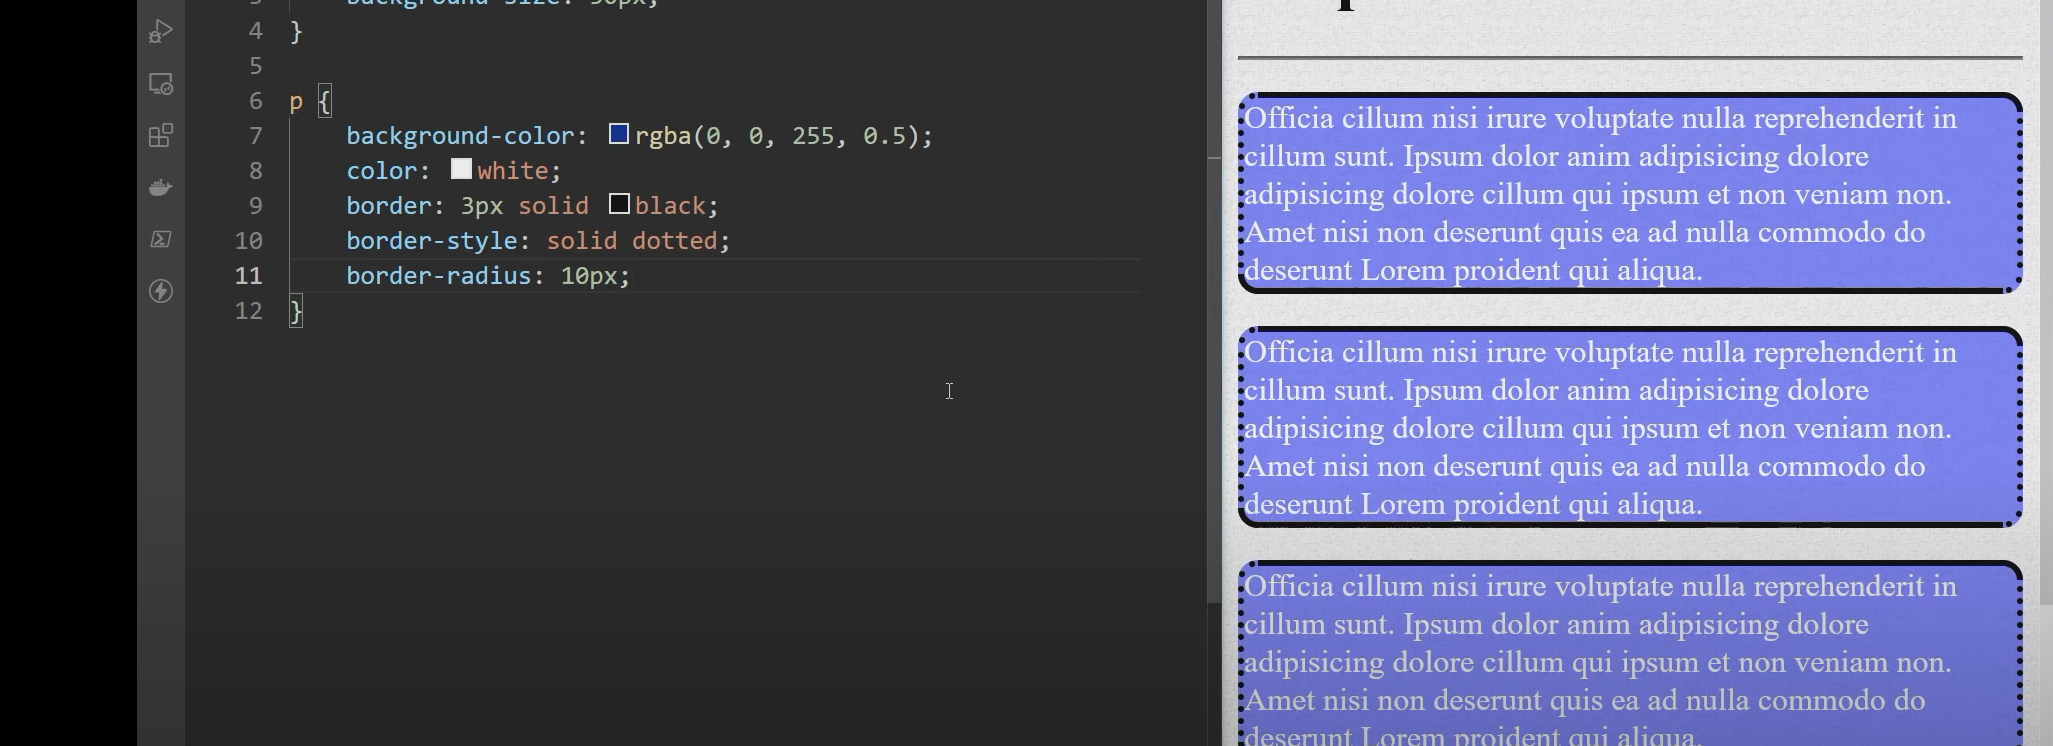 3 background-size: 50px;
4 }
5
6 p {
7 background-color: rgba(0, 0, 255, 0.5);
8 color: white;
9 border: 3px solid black;
10 border-style: solid dotted;
11 border-radius: 10px;
12 }
Officia cillum nisi irure voluptate nulla reprehenderit in
cillum sunt. Ipsum dolor anim adipisicing dolore
adipisicing dolore cillum qui ipsum et non veniam non.
Amet nisi non deserunt quis ea ad nulla commodo do
deserunt Lorem proident qui aliqua.
Officia cillum nisi irure voluptate nulla reprehenderit in
cillum sunt. Ipsum dolor anim adipisicing dolore
adipisicing dolore cillum qui ipsum et non veniam non.
Amet nisi non deserunt quis ea ad nulla commodo do
deserunt Lorem proident qui aliqua.
Officia cillum nisi irure voluptate nulla reprehenderit in
cillum sunt. Ipsum dolor anim adipisicing dolore
adipisicing dolore cillum qui ipsum et non veniam non.
Amet nisi non deserunt quis ea ad nulla commodo do
deserunt Lorem proident qui aliqua.